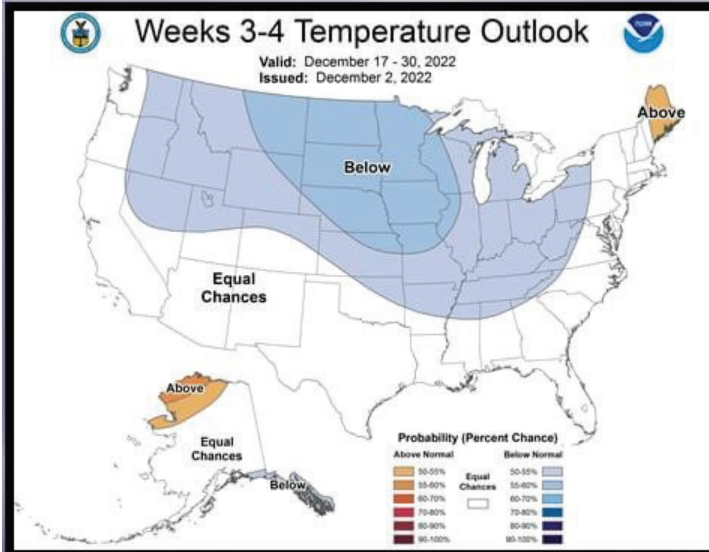 Weeks 3-4 Temperature Outlook
Valid: December 17 - 30, 2022
Issued: December 2, 2022
Above
Below
Equal
Chances
Above
Equal
Chances
Below
Probability (Percent Chance)
Above Normal
Below Normal
Equal
Chances
50-55%
50-55%
55-60%
55-60%
60-70%
60-70%
70-80%
70-80%
80-90%
80-90%
90-100%
90-100%